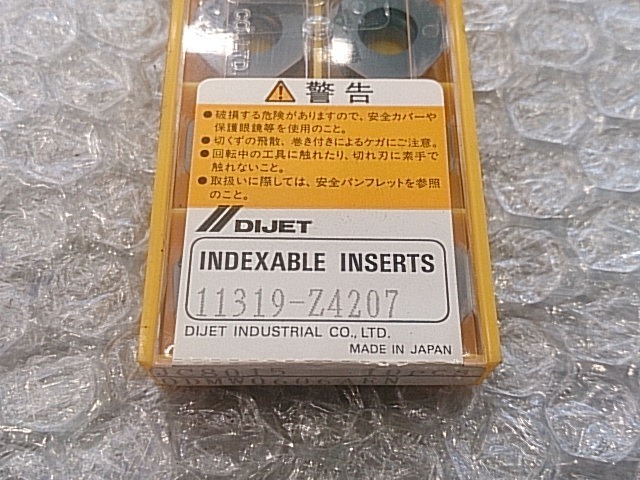 警告
●破損する危険がありますので、安全カバーや
保護眼鏡等を使用のこと。
●切くずの飛散、巻き付きによるケガにご注意。
●回転中の工具に触れたり、切れ刃に素手で
触れないこと。
●取扱いに際しては、安全パンフレットを参照
のこと。
DIJET
INDEXABLE INSERTS
11319-Z4207
DIJET INDUSTRIAL CO., LTD.
MADE IN JAPAN
JC8015